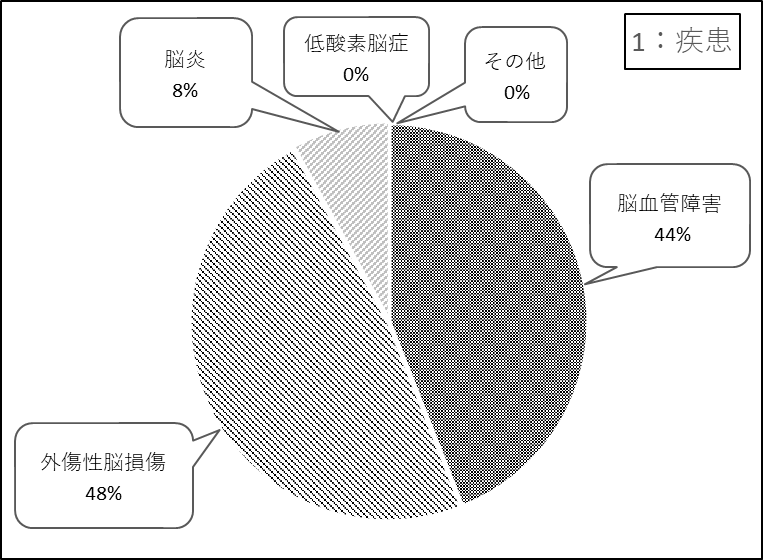 1：疾患
脳炎
8%
低酸素脳症
0%
その他
0%
脳血管障害
44%
外傷性脳損傷
48%